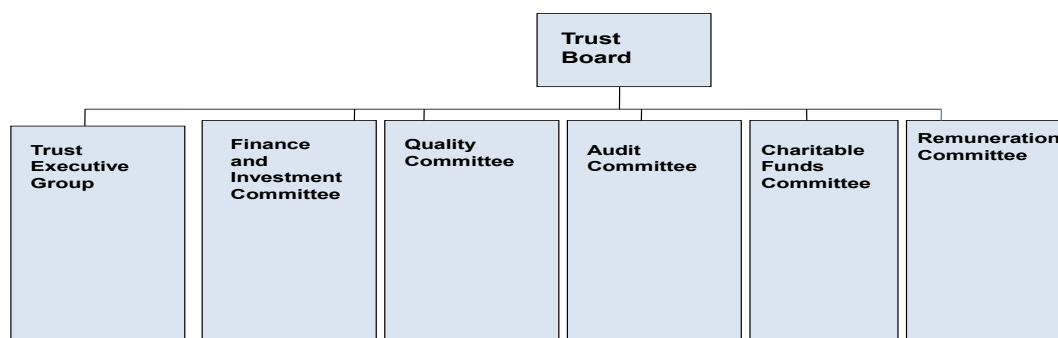 Trust
Board
Trust
Executive
Group
Finance
and
Investment
Committee
Quality
Committee
Audit
Committee
Charitable
Funds
Committee
Remuneration
Committee